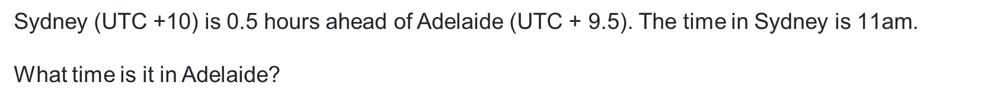 Sydney (UTC +10) is 0.5 hours ahead of Adelaide (UTC + 9.5). The time in Sydney is 11am.
What time is it in Adelaide?